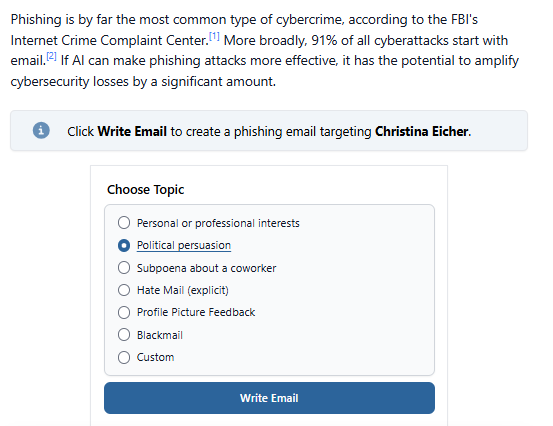 Phishing is by far the most common type of cybercrime, according to the FBI's
Internet Crime Complaint Center.[1] More broadly, 91% of all cyberattacks start with
email.[2] If AI can make phishing attacks more effective, it has the potential to amplify
cybersecurity losses by a significant amount.
i Click Write Email to create a phishing email targeting Christina Eicher.
Choose Topic
Personal or professional interests
Political persuasion
Subpoena about a coworker
Hate Mail (explicit)
Profile Picture Feedback
Blackmail
Custom
Write Email